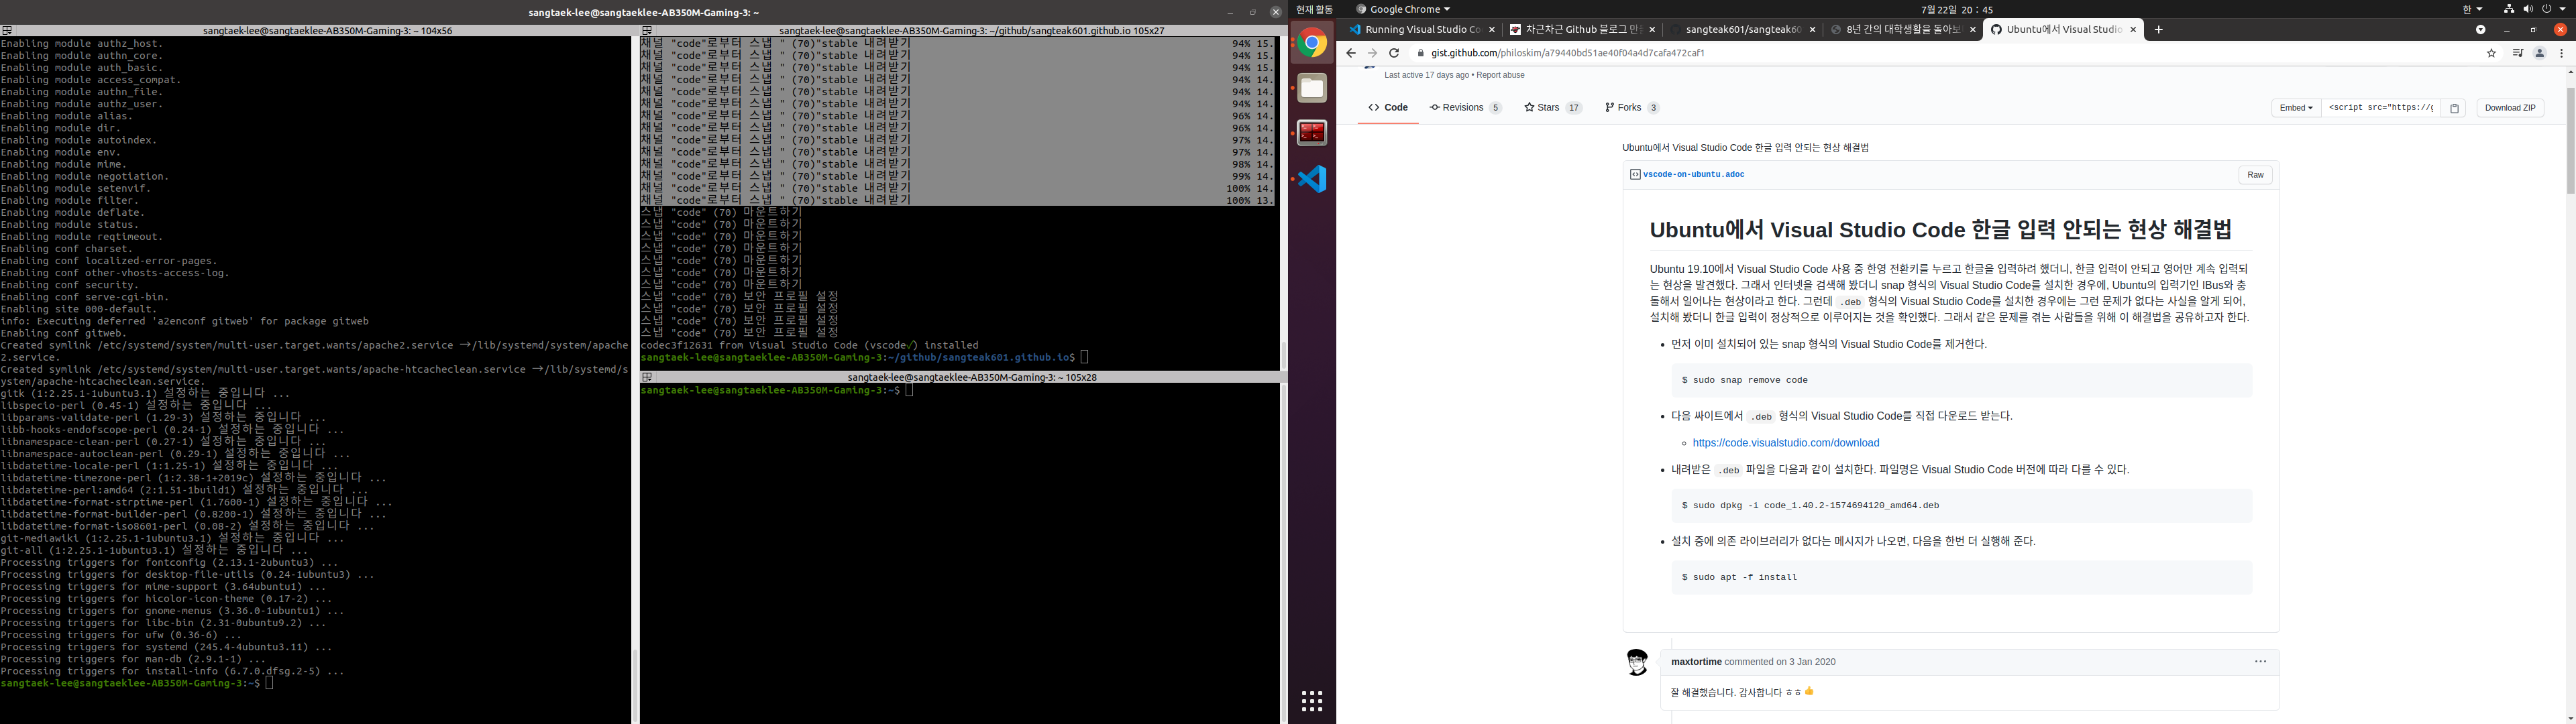 sangtaek-lee@sangtaeklee-AB350M-Gaming-3: ~
sangtaek-lee@sangtaeklee-AB350M-Gaming-3: ~ 104x56
Enabling module authz_host.
Enabling module authn_core.
Enabling module auth_basic.
Enabling module access_compat.
Enabling module authn_file.
Enabling module authz_user.
Enabling module alias.
Enabling module dir.
Enabling module autoindex.
Enabling module env.
Enabling module mime.
Enabling module negotiation.
Enabling module setenvif.
Enabling module filter.
Enabling module deflate.
Enabling module status.
Enabling module reqtimeout.
Enabling conf charset.
Enabling conf localized-error-pages.
Enabling conf other-vhosts-access-log.
Enabling conf security.
Enabling conf serve-cgi-bin.
Enabling site 000-default.
info: Executing deferred 'a2enconf gitweb' for package gitweb
Enabling conf gitweb.
Created symlink /etc/systemd/system/multi-user.target.wants/apache2.service → /lib/systemd/system/apache
2.service.
Created symlink /etc/systemd/system/multi-user.target.wants/apache-htcacheclean.service → /lib/systemd/s
ystem/apache-htcacheclean.service.
gitk (1:2.25.1-1ubuntu3.1) 설정하는 중입니다 ...
libspecio-perl (0.45-1) 설정하는 중입니다 ...
libparams-validate-perl (1.29-3) 설정하는 중입니다 ...
libb-hooks-endofscope-perl (0.24-1) 설정하는 중입니다 ...
libnamespace-clean-perl (0.27-1) 설정하는 중입니다 ...
libnamespace-autoclean-perl (0.29-1) 설정하는 중입니다 ...
libdatetime-locale-perl (1:1.25-1) 설정하는 중입니다 ...
libdatetime-timezone-perl (1:2.38-1+2019c) 설정하는 중입니다 ...
libdatetime-perl:amd64 (2:1.51-1build1) 설정하는 중입니다 ...
libdatetime-format-strptime-perl (1.7600-1) 설정하는 중입니다 ...
libdatetime-format-builder-perl (0.8200-1) 설정하는 중입니다 ...
libdatetime-format-iso8601-perl (0.08-2) 설정하는 중입니다 ...
git-mediawiki (1:2.25.1-1ubuntu3.1) 설정하는 중입니다 ...
git-all (1:2.25.1-1ubuntu3.1) 설정하는 중입니다 ...
Processing triggers for fontconfig (2.13.1-2ubuntu3) ...
Processing triggers for desktop-file-utils (0.24-1ubuntu3) ...
Processing triggers for mime-support (3.64ubuntu1) ...
Processing triggers for hicolor-icon-theme (0.17-2) ...
Processing triggers for gnome-menus (3.36.0-1ubuntu1) ...
Processing triggers for libc-bin (2.31-0ubuntu9.2) ...
Processing triggers for ufw (0.36-6) ...
Processing triggers for systemd (245.4-4ubuntu3.11) ...
Processing triggers for man-db (2.9.1-1) ...
Processing triggers for install-info (6.7.0.dfsg.2-5) ...
sangtaek-lee@sangtaeklee-AB350M-Gaming-3:~$
sangtaek-lee@sangtaeklee-AB350M-Gaming-3: ~/github/sangteak601.github.io 105x27
채널 "code"로부터 스냅 " (70)"stable 내려받기 94% 15.
채널 "code"로부터 스냅 " (70)"stable 내려받기 94% 15.
채널 "code"로부터 스냅 " (70)"stable 내려받기 94% 15.
채널 "code"로부터 스냅 " (70)"stable 내려받기 94% 14.
채널 "code"로부터 스냅 " (70)"stable 내려받기 94% 14.
채널 "code"로부터 스냅 " (70)"stable 내려받기 94% 14.
채널 "code"로부터 스냅 " (70)"stable 내려받기 96% 14.
채널 "code"로부터 스냅 " (70)"stable 내려받기 96% 14.
채널 "code"로부터 스냅 " (70)"stable 내려받기 97% 14.
채널 "code"로부터 스냅 " (70)"stable 내려받기 97% 14.
채널 "code"로부터 스냅 " (70)"stable 내려받기 98% 14.
채널 "code"로부터 스냅 " (70)"stable 내려받기 99% 14.
채널 "code"로부터 스냅 " (70)"stable 내려받기 100% 14.
채널 "code"로부터 스냅 " (70)"stable 내려받기 100% 13.
스냅 "code" (70) 마운트하기
스냅 "code" (70) 마운트하기
스냅 "code" (70) 마운트하기
스냅 "code" (70) 마운트하기
스냅 "code" (70) 마운트하기
스냅 "code" (70) 마운트하기
스냅 "code" (70) 마운트하기
스냅 "code" (70) 보안 프로필 설정
스냅 "code" (70) 보안 프로필 설정
스냅 "code" (70) 보안 프로필 설정
스냅 "code" (70) 보안 프로필 설정
codec3f12631 from Visual Studio Code (vscode✓) installed
sangtaek-lee@sangtaeklee-AB350M-Gaming-3:~/github/sangteak601.github.io$
sangtaek-lee@sangtaeklee-AB350M-Gaming-3: ~ 105x28
sangtaek-lee@sangtaeklee-AB350M-Gaming-3:~$
현재 활동 Google Chrome 7월 22일 20 : 45 한
Running Visual Studio Co 차근차근 Github 블로그 만 sangteak601/sangteak60 8년 간의 대학생활을 돌아보 Ubuntu에서 Visual Studio
gist.github.com/philoskim/a79440bd51ae40f04a4d7cafa472caf1
Last active 17 days ago • Report abuse
Code Revisions 5 Stars 17 Forks 3 Embed <script src="https://g Download ZIP
Ubuntu에서 Visual Studio Code 한글 입력 안되는 현상 해결법
vscode-on-ubuntu.adoc Raw
Ubuntu에서 Visual Studio Code 한글 입력 안되는 현상 해결법
Ubuntu 19.10에서 Visual Studio Code 사용 중 한영 전환키를 누르고 한글을 입력하려 했더니, 한글 입력이 안되고 영어만 계속 입력되
는 현상을 발견했다. 그래서 인터넷을 검색해 봤더니 snap 형식의 Visual Studio Code를 설치한 경우에, Ubuntu의 입력기인 IBus와 충
돌해서 일어나는 현상이라고 한다. 그런데 .deb 형식의 Visual Studio Code를 설치한 경우에는 그런 문제가 없다는 사실을 알게 되어,
설치해 봤더니 한글 입력이 정상적으로 이루어지는 것을 확인했다. 그래서 같은 문제를 겪는 사람들을 위해 이 해결법을 공유하고자 한다.
• 먼저 이미 설치되어 있는 snap 형식의 Visual Studio Code를 제거한다.
$ sudo snap remove code
• 다음 싸이트에서 .deb 형식의 Visual Studio Code를 직접 다운로드 받는다.
◦ https://code.visualstudio.com/download
• 내려받은 .deb 파일을 다음과 같이 설치한다. 파일명은 Visual Studio Code 버전에 따라 다를 수 있다.
$ sudo dpkg -i code_1.40.2-1574694120_amd64.deb
• 설치 중에 의존 라이브러리가 없다는 메시지가 나오면, 다음을 한번 더 실행해 준다.
$ sudo apt -f install
maxtortime commented on 3 Jan 2020
잘 해결했습니다. 감사합니다 ㅎㅎ 👍